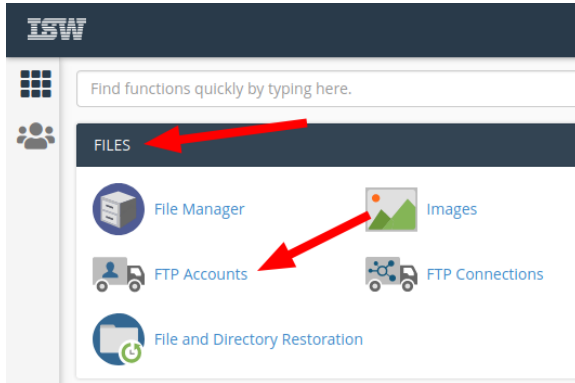 ISW
Find functions quickly by typing here.
FILES
File Manager
Images
FTP Accounts
FTP Connections
File and Directory Restoration